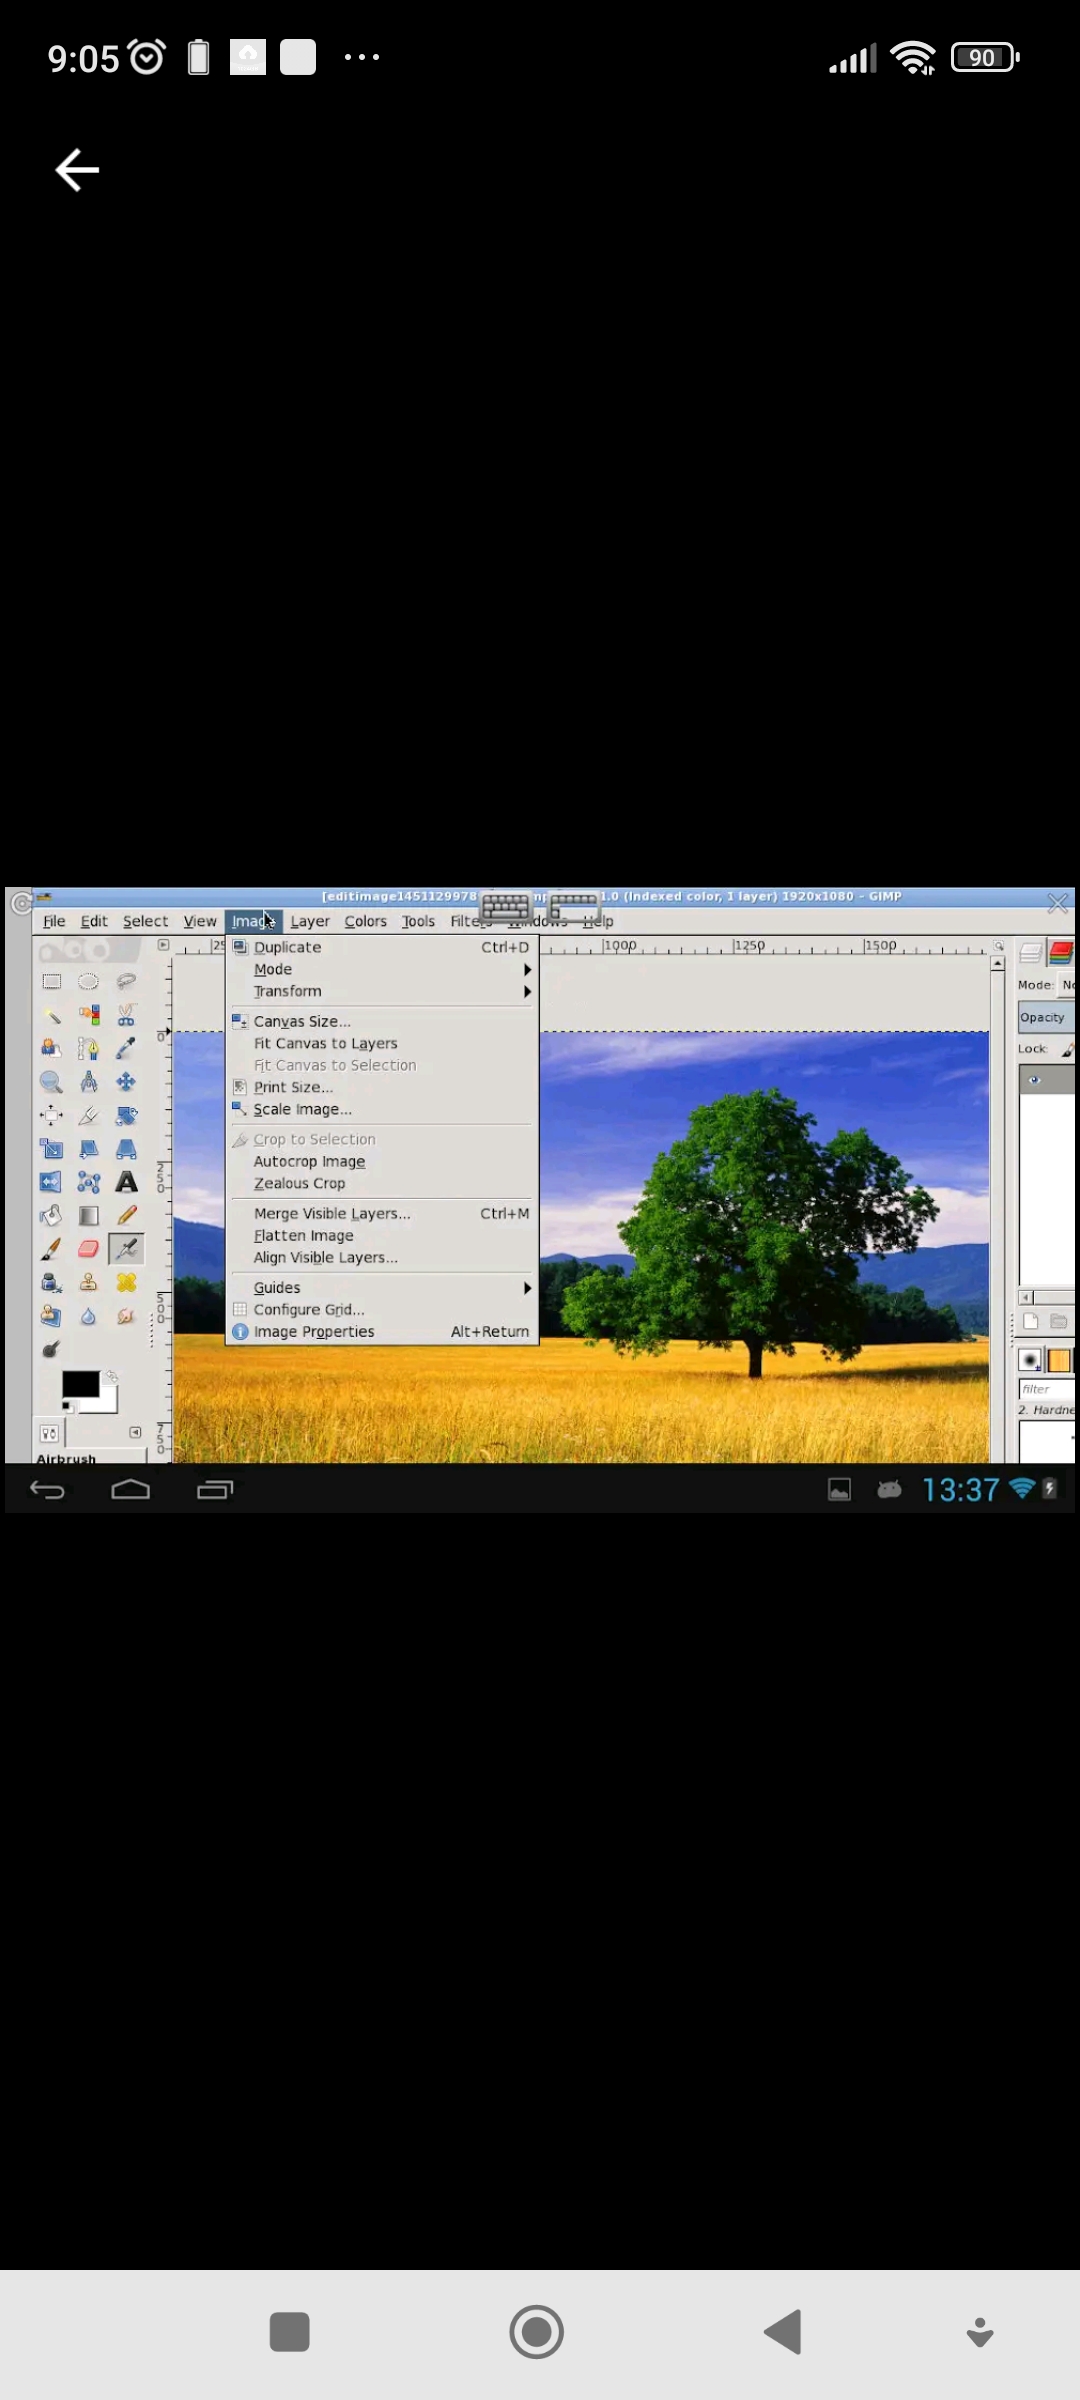 9:05
90
[editimage1451129978 1.0 (indexed color, 1 layer) 1920x1080 – GIMP
File Edit Select View Image Layer Colors Tools Filters Windows Help
Duplicate Ctrl+D
Mode
Transform
Canvas Size...
Fit Canvas to Layers
Fit Canvas to Selection
Print Size...
Scale Image...
Crop to Selection
Autocrop Image
Zealous Crop
Merge Visible Layers... Ctrl+M
Flatten Image
Align Visible Layers...
Guides
Configure Grid...
Image Properties Alt+Return
1000 1250 1500
0
250
500
750
Mode:
Opacity
Lock:
filter
2. Hardne
Airbrush
13:37